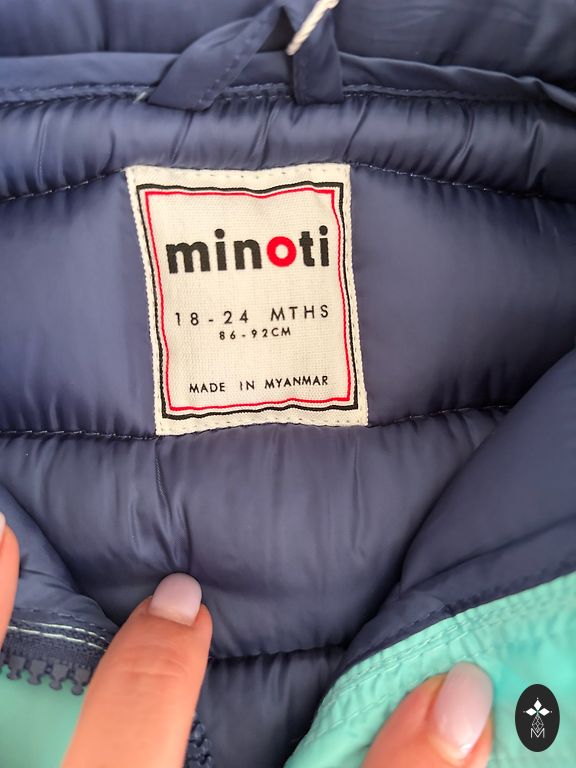 minoti
18 - 24 MTHS
86 - 92CM
MADE IN MYANMAR
M